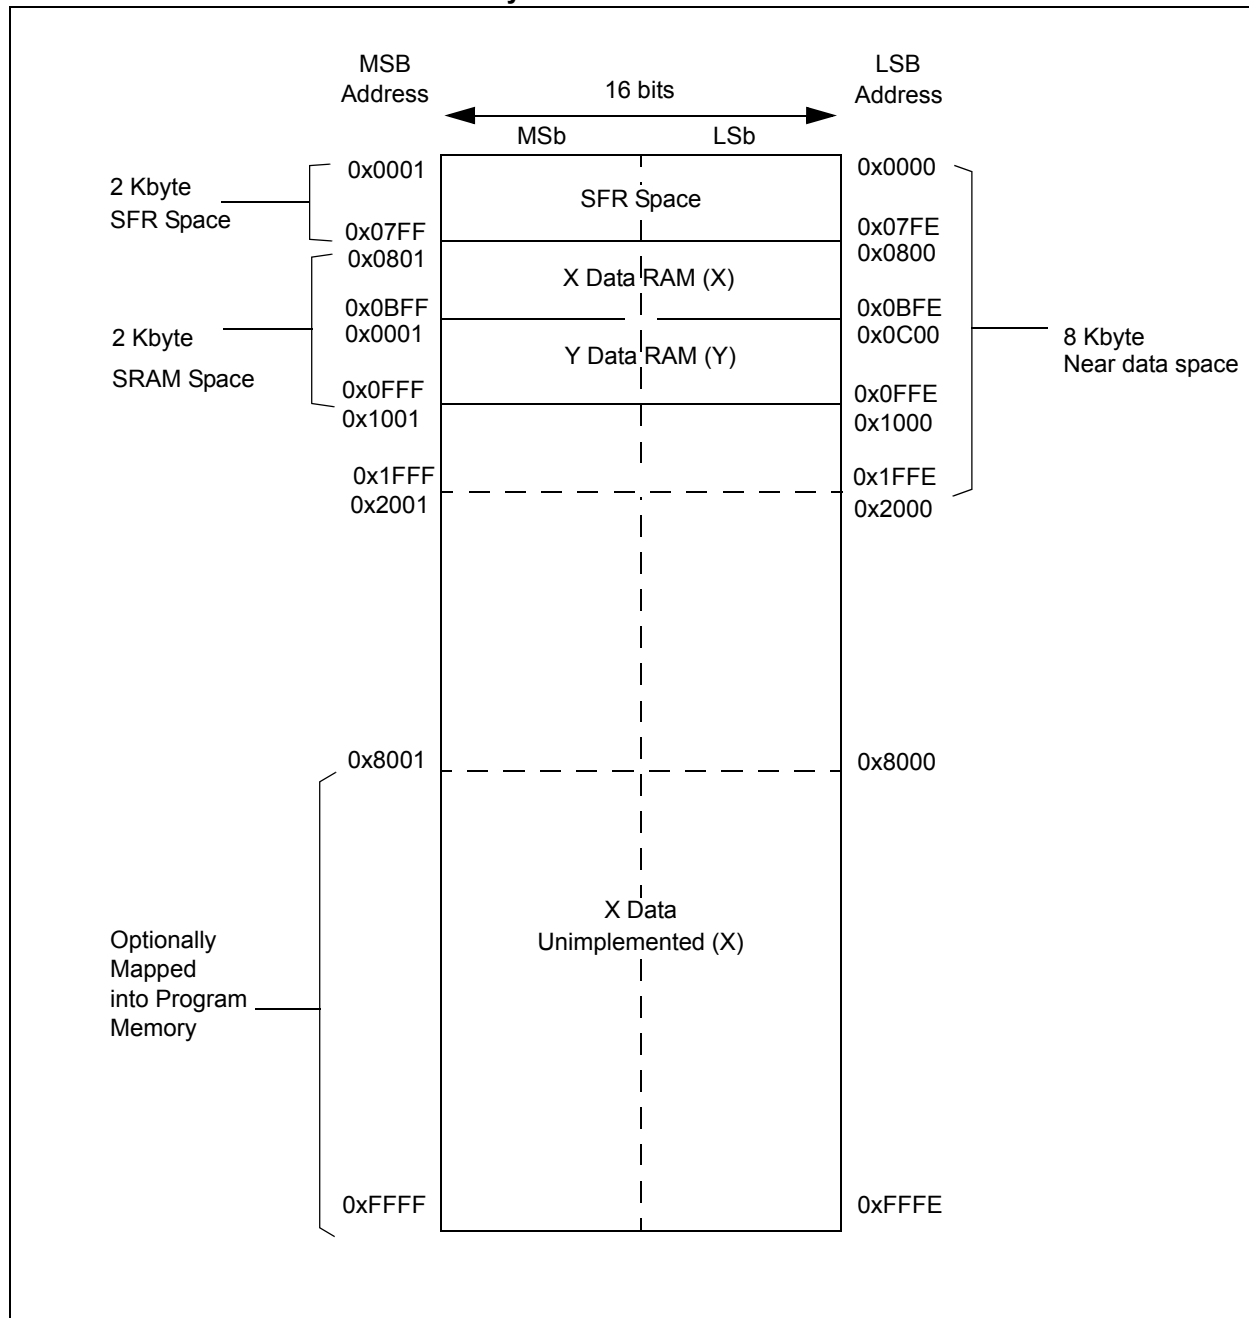 MSB
Address
LSB
Address
16 bits
MSb
LSb
0x0001
0x0000
2 Kbyte
SFR Space
SFR Space
0x07FF
0x07FE
0x0801
0x0800
X Data RAM (X)
0x0BFF
0x0BFE
0x0001
0x0C00
2 Kbyte
SRAM Space
Y Data RAM (Y)
8 Kbyte
Near data space
0x0FFF
0x0FFE
0x1001
0x1000
0x1FFF
0x1FFE
0x2001
0x2000
0x8001
0x8000
X Data
Unimplemented (X)
Optionally
Mapped
into Program
Memory
0xFFFF
0xFFFE